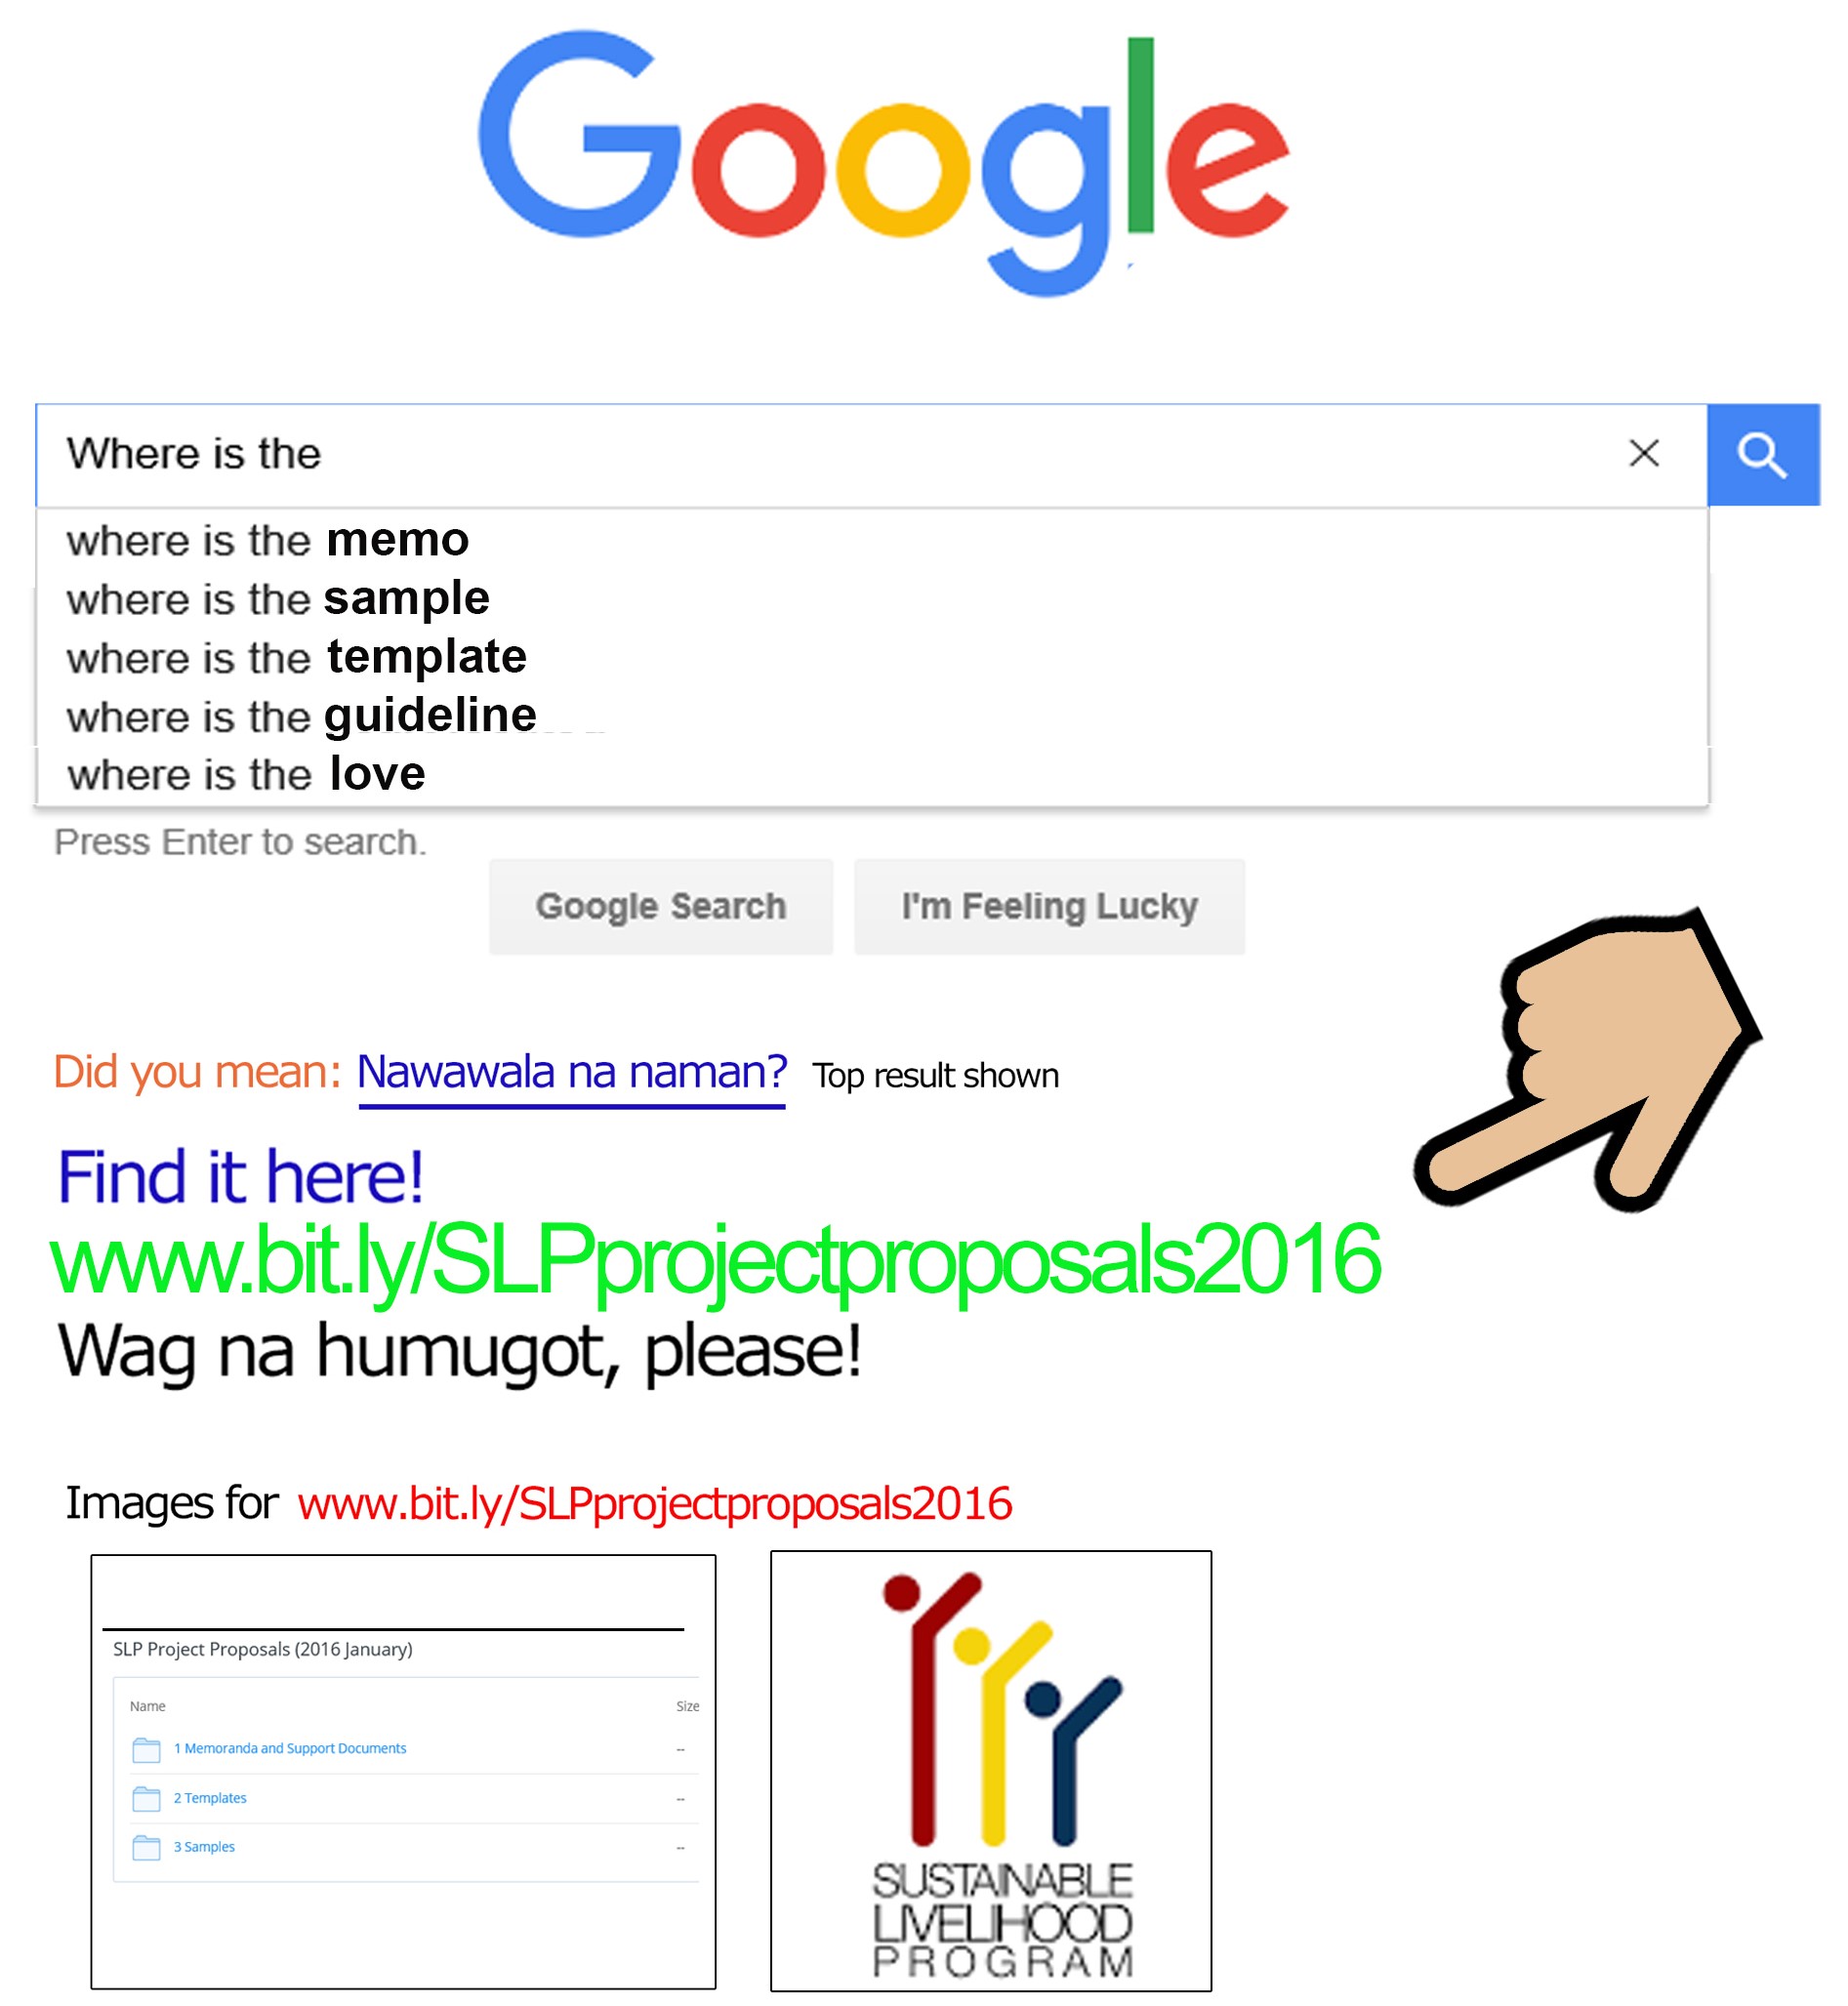 Google
Where is the
where is the memo
where is the sample
where is the template
where is the guideline
where is the love
Press Enter to search.
Google Search I'm Feeling Lucky
Did you mean: Nawawala na naman? Top result shown
Find it here!
www.bit.ly/SLPprojectproposals2016
Wag na humugot, please!
Images for www.bit.ly/SLPprojectproposals2016
SLP Project Proposals (2016 January)
Name Size
1 Memoranda and Support Documents --
2 Templates --
3 Samples --
SUSTAINABLE
LIVELIHOOD
PROGRAM